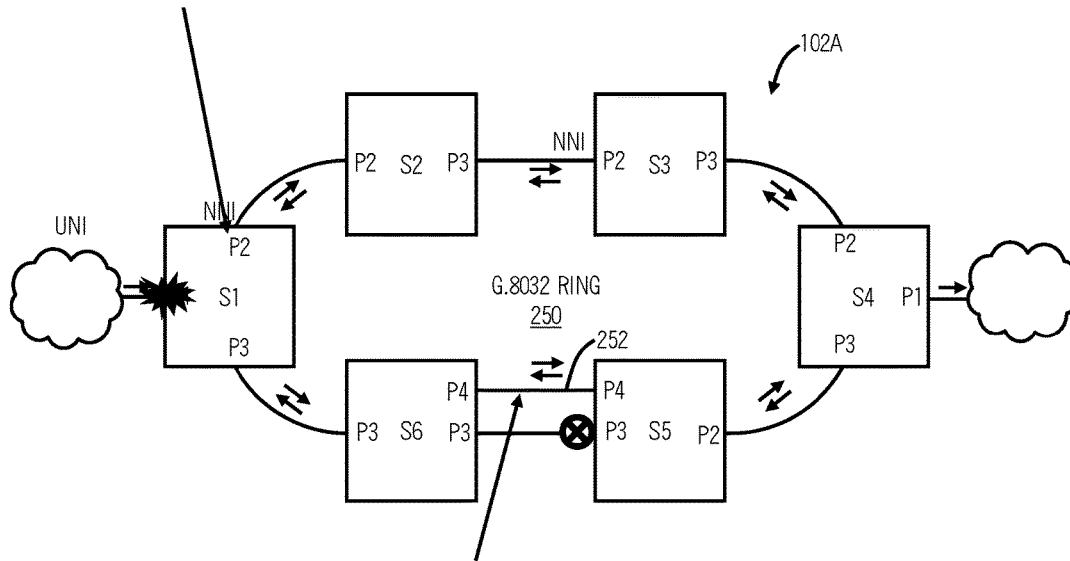 102A
NNI
P2 S2 P3
P2 S3 P3
UNI
NNI
P2
S1
P3
G.8032 RING
250
P2
S4 P1
P3
252
P4
P3 S6 P3
P4
P3 S5 P2